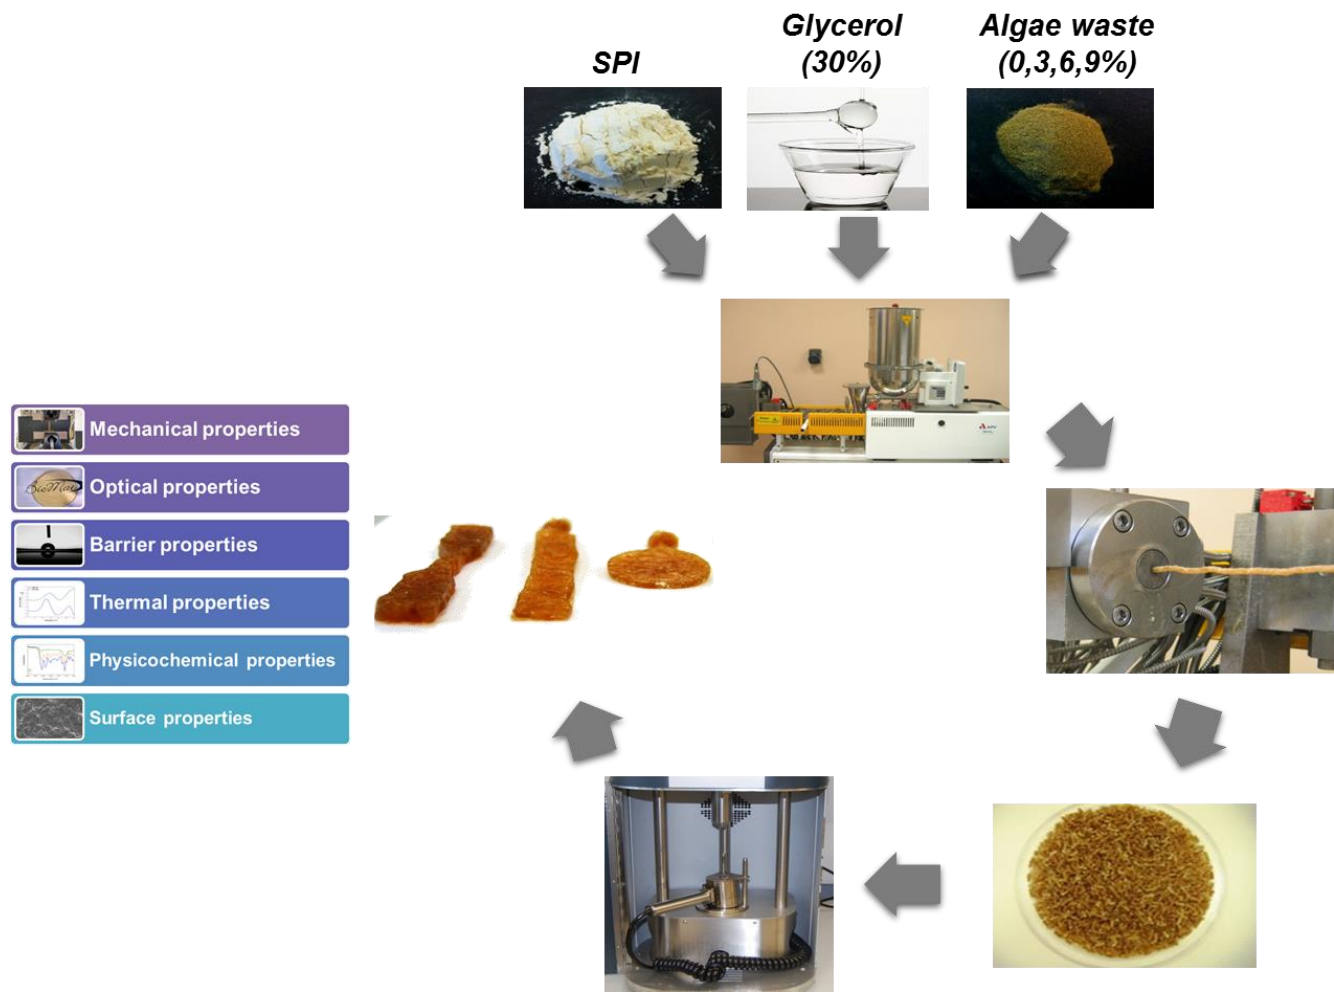 SPI
Glycerol
(30%)
Algae waste
(0,3,6,9%)
Mechanical properties
Optical properties
BioMat
Barrier properties
Thermal properties
Physicochemical properties
Surface properties